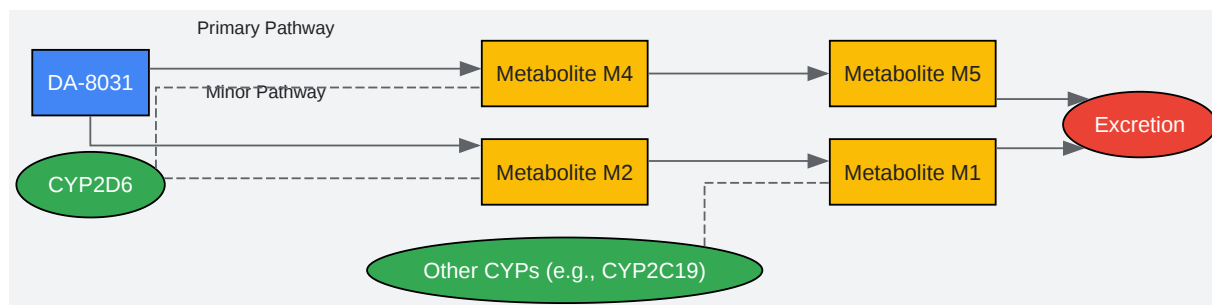 Primary Pathway
DA-8031
Metabolite M4
Metabolite M5
Minor Pathway
Excretion
CYP2D6
Metabolite M2
Metabolite M1
Other CYPs (e.g., CYP2C19)